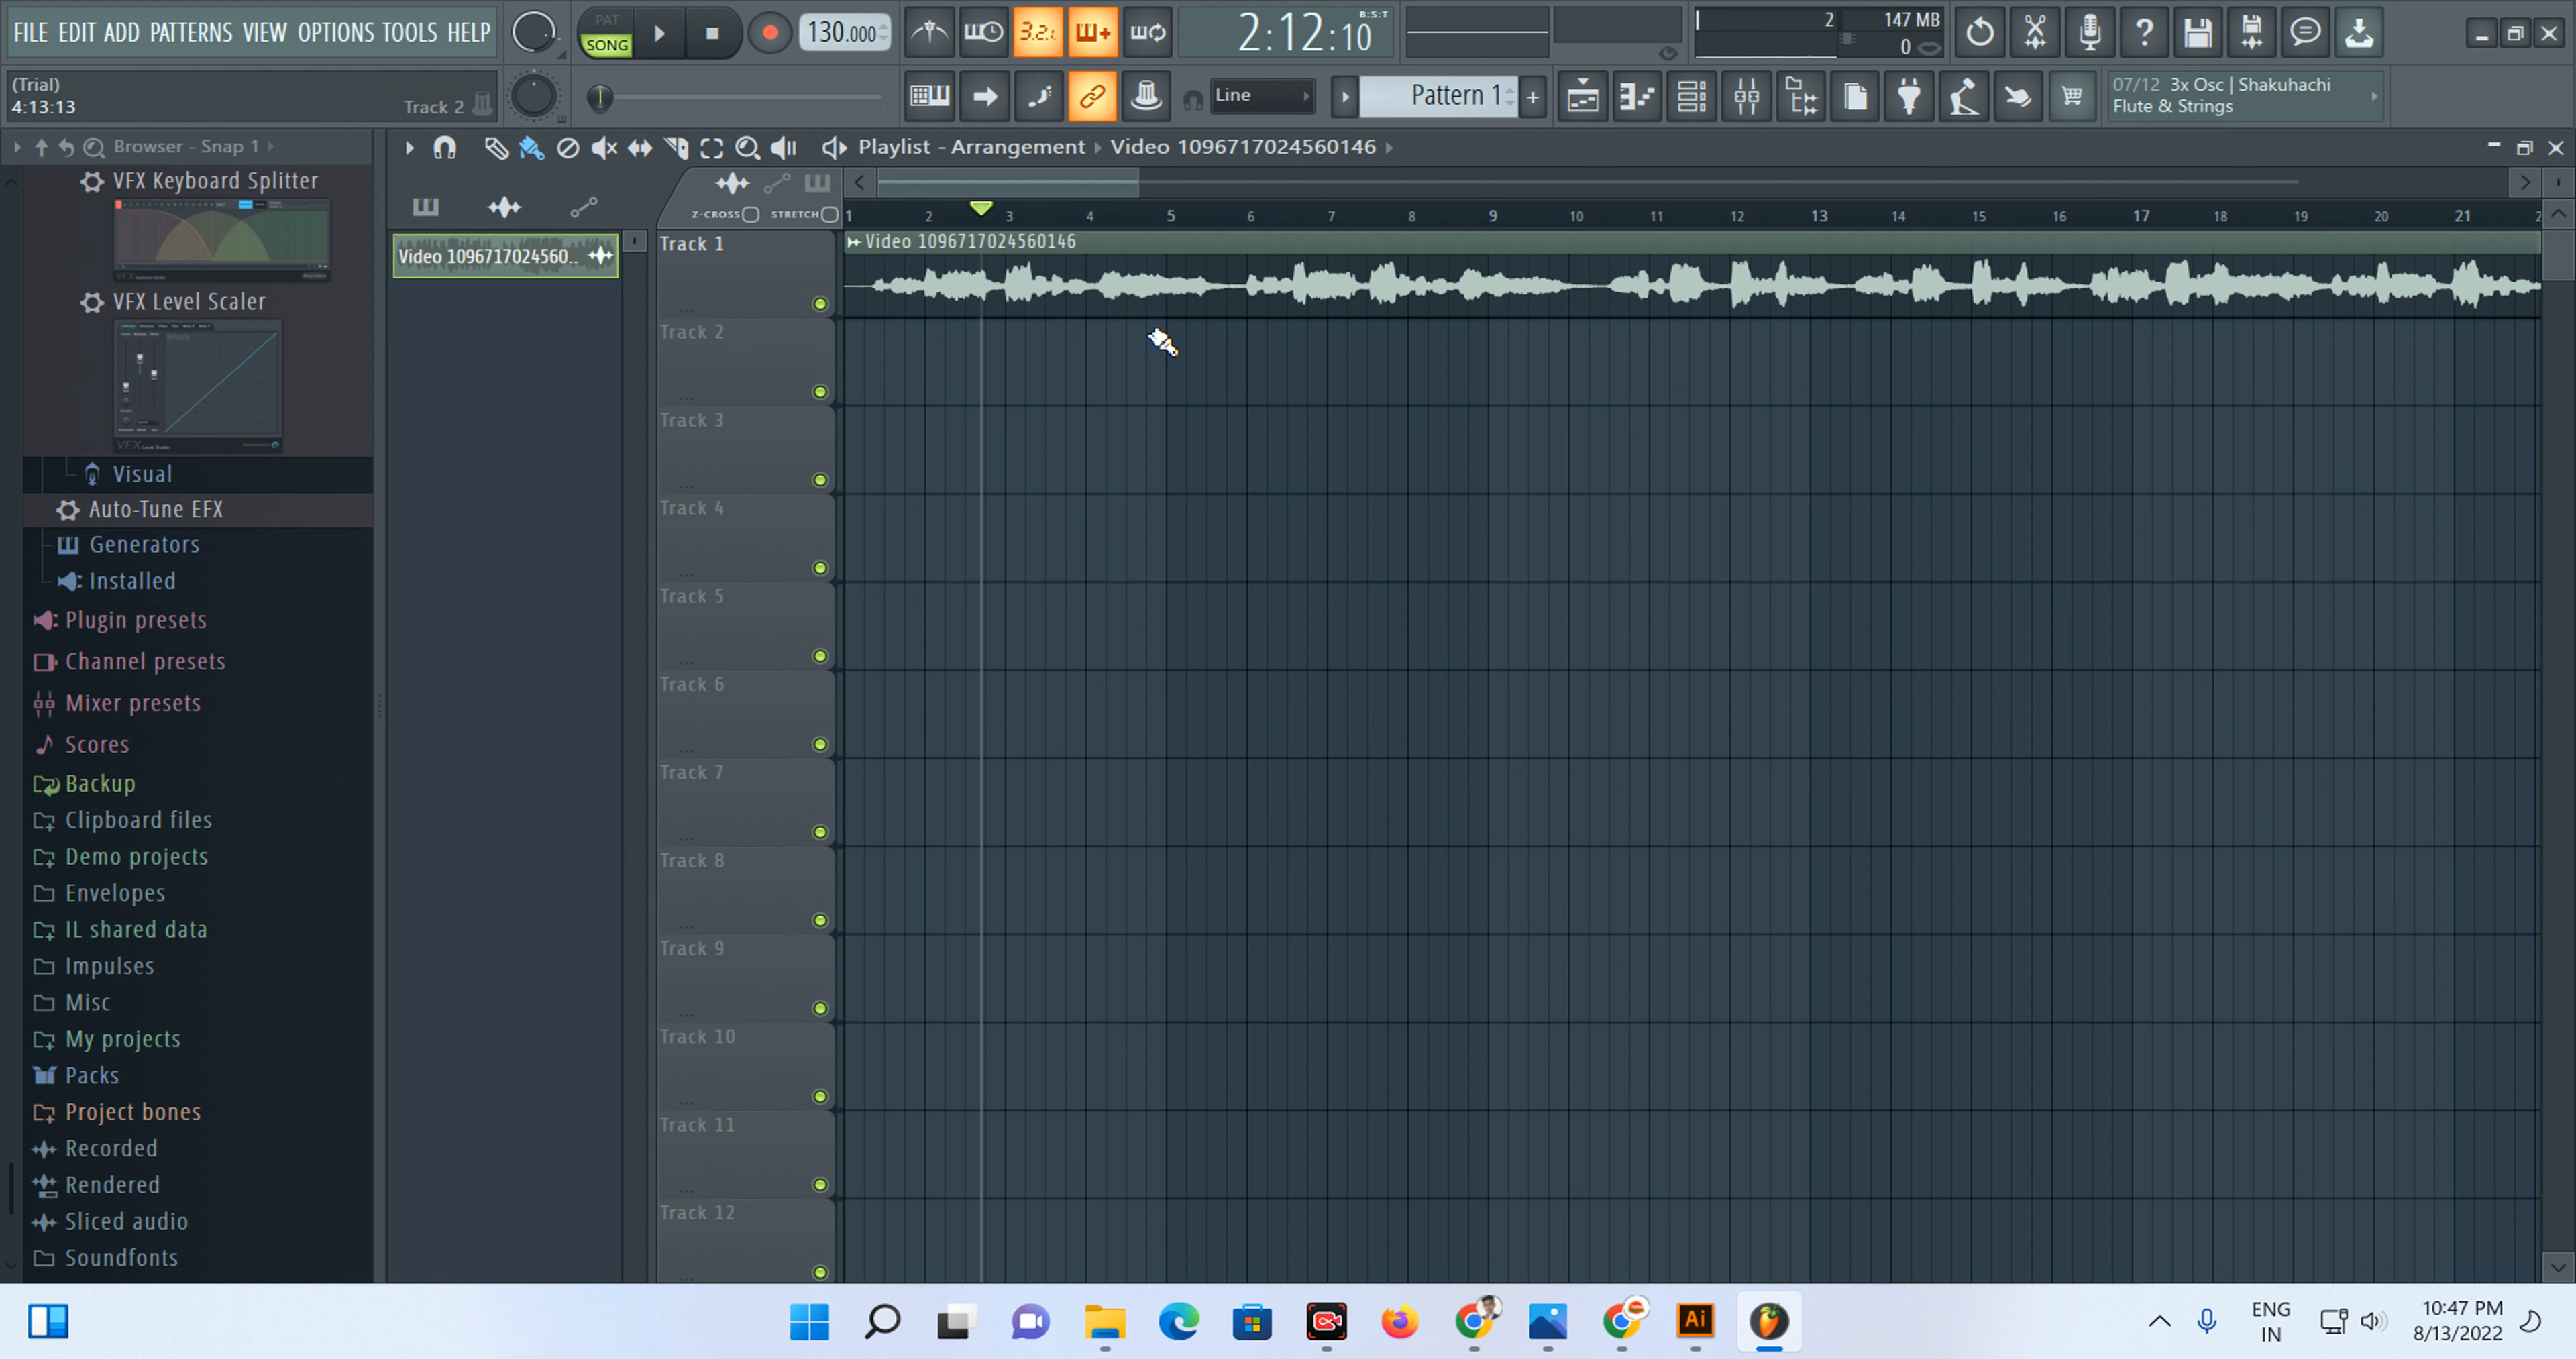 FILE EDIT ADD PATTERNS VIEW OPTIONS TOOLS HELP
PAT
SONG
130.000
3.2.
2:12:10
B:S:T
2
147 MB
0
(Trial)
4:13:13
Track 2
Line
Pattern 1
07/12 3x Osc | Shakuhachi
Flute & Strings
Browser - Snap 1
Playlist - Arrangement Video 1096717024560146
VFX Keyboard Splitter
VFX Level Scaler
Visual
Auto-Tune EFX
Generators
Installed
Plugin presets
Channel presets
Mixer presets
Scores
Backup
Clipboard files
Demo projects
Envelopes
IL shared data
Impulses
Misc
My projects
Packs
Project bones
Recorded
Rendered
Sliced audio
Soundfonts
Video 1096717024560..
Z-CROSS STRETCH
1 2 3 4 5 6 7 8 9 10 11 12 13 14 15 16 17 18 19 20 21 2
Video 1096717024560146
Track 1
Track 2
Track 3
Track 4
Track 5
Track 6
Track 7
Track 8
Track 9
Track 10
Track 11
Track 12
Ai
ENG
IN
10:47 PM
8/13/2022